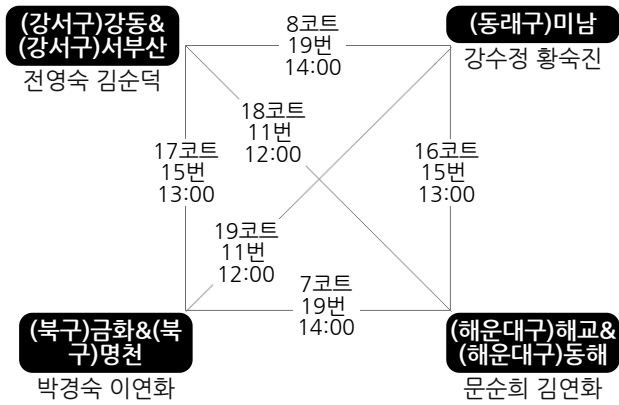 (강서구)강동&
(강서구)서부산
전영숙 김순덕
8코트
19번
14:00
(동래구)미남
강수정 황숙진
18코트
11번
12:00
17코트
15번
13:00
16코트
15번
13:00
19코트
11번
12:00
7코트
19번
14:00
(북구)금화&(북
구)명천
박경숙 이연화
(해운대구)해교&
(해운대구)동해
문순희 김연화